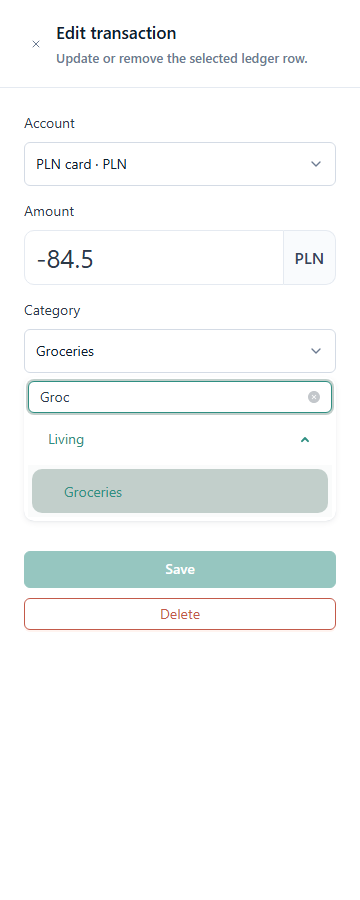 Edit transaction
Update or remove the selected ledger row.
Account
PLN card · PLN
Amount
-84.5
PLN
Category
Groceries
Groc
Living
Groceries
Save
Delete